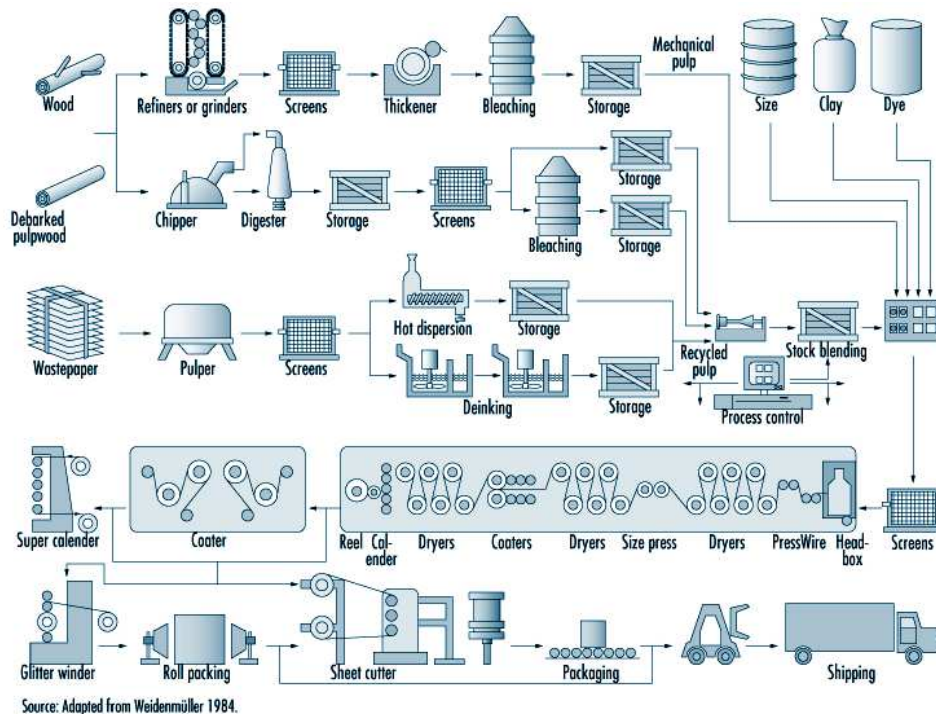 Wood
Refiners or grinders
Screens
Thickener
Bleaching
Storage
Mechanical
pulp
Size
Clay
Dye
Debarked
pulpwood
Chipper
Digester
Storage
Screens
Bleaching
Storage
Storage
Wastepaper
Pulper
Screens
Hot dispersion
Storage
Deinking
Storage
Recycled
pulp
Stock blending
Process control
Super calender
Coater
Reel
Cal-
ender
Dryers
Coaters
Dryers
Size press
Dryers
Press
Wire
Head-
box
Screens
Glitter winder
Roll packing
Sheet cutter
Packaging
Shipping
Source: Adapted from Weidenmüller 1984.